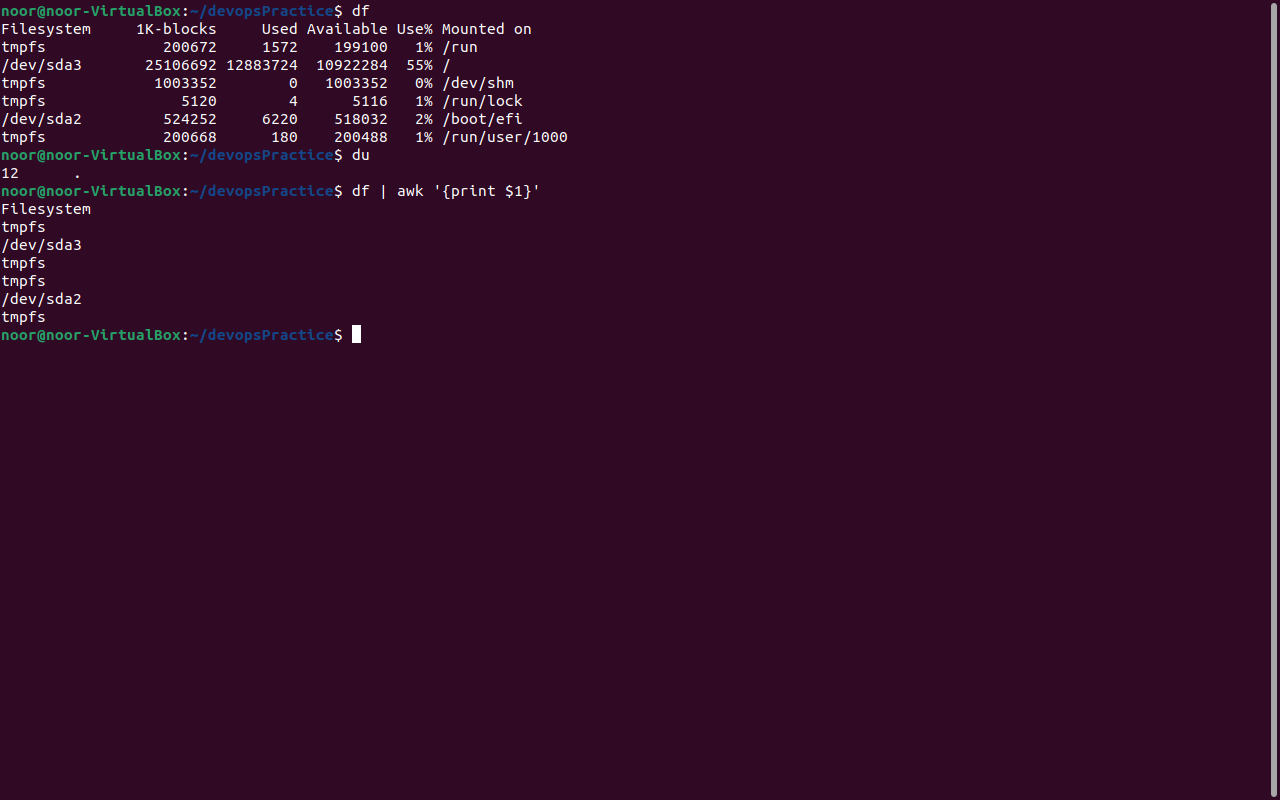 noor@noor-VirtualBox:~/devopsPractice$ df
Filesystem     1K-blocks     Used Available Use% Mounted on
tmpfs             200672     1572    199100   1% /run
/dev/sda3       25106692 12883724  10922284  55% /
tmpfs            1003352        0   1003352   0% /dev/shm
tmpfs               5120        4      5116   1% /run/lock
/dev/sda2         524252     6220    518032   2% /boot/efi
tmpfs             200668      180    200488   1% /run/user/1000
noor@noor-VirtualBox:~/devopsPractice$ du
12      .
noor@noor-VirtualBox:~/devopsPractice$ df | awk '{print $1}'
Filesystem
tmpfs
/dev/sda3
tmpfs
tmpfs
/dev/sda2
tmpfs
noor@noor-VirtualBox:~/devopsPractice$